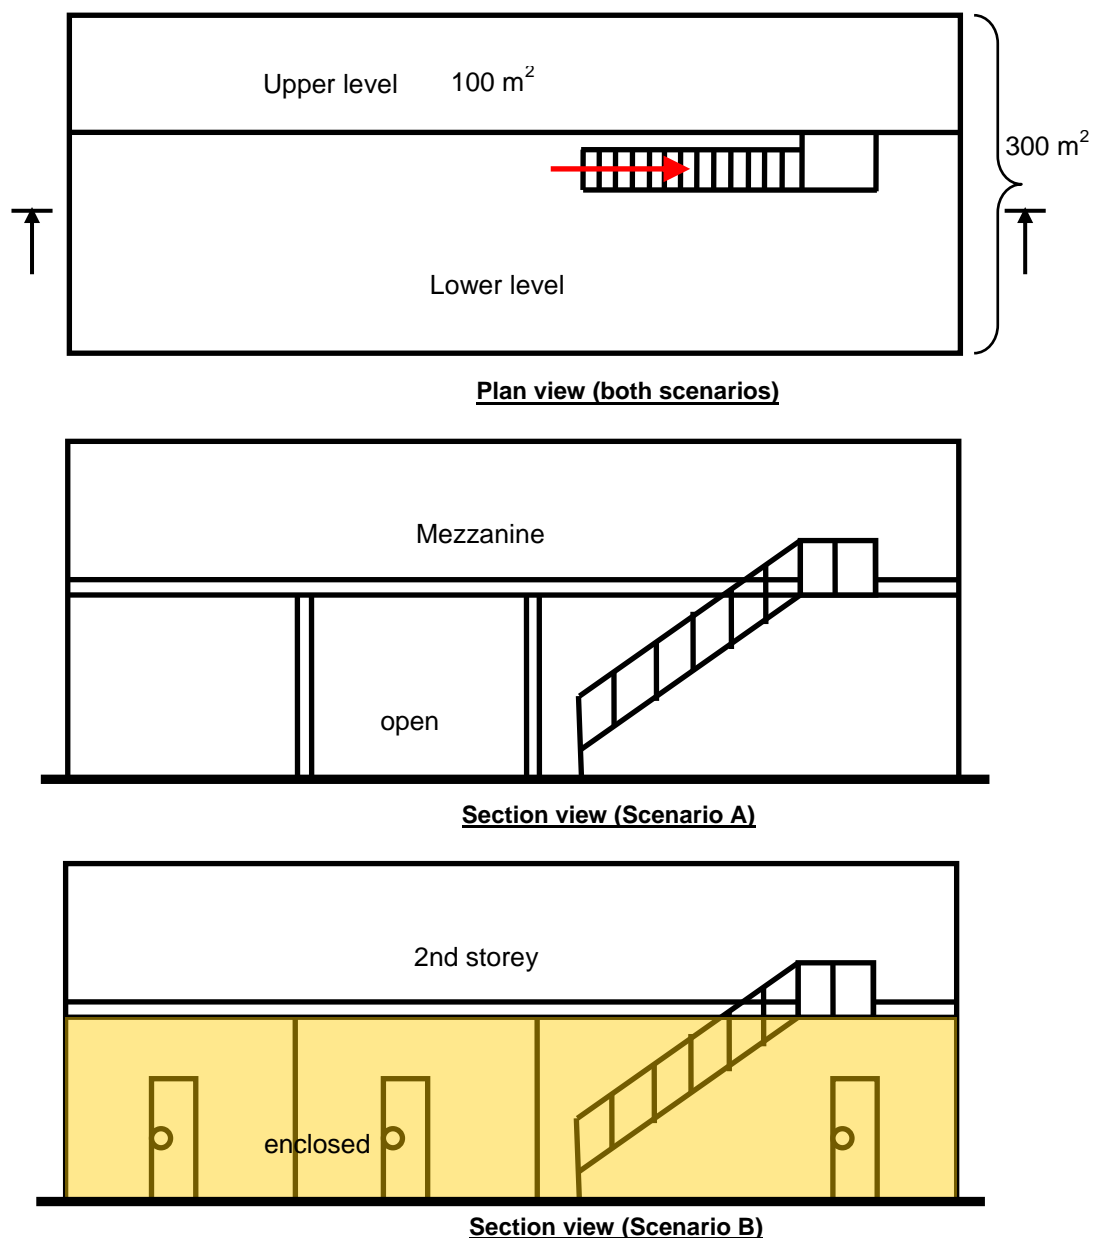 Upper level 100 m²
300 m²
Lower level
Plan view (both scenarios)
Mezzanine
open
Section view (Scenario A)
2nd storey
enclosed
Section view (Scenario B)